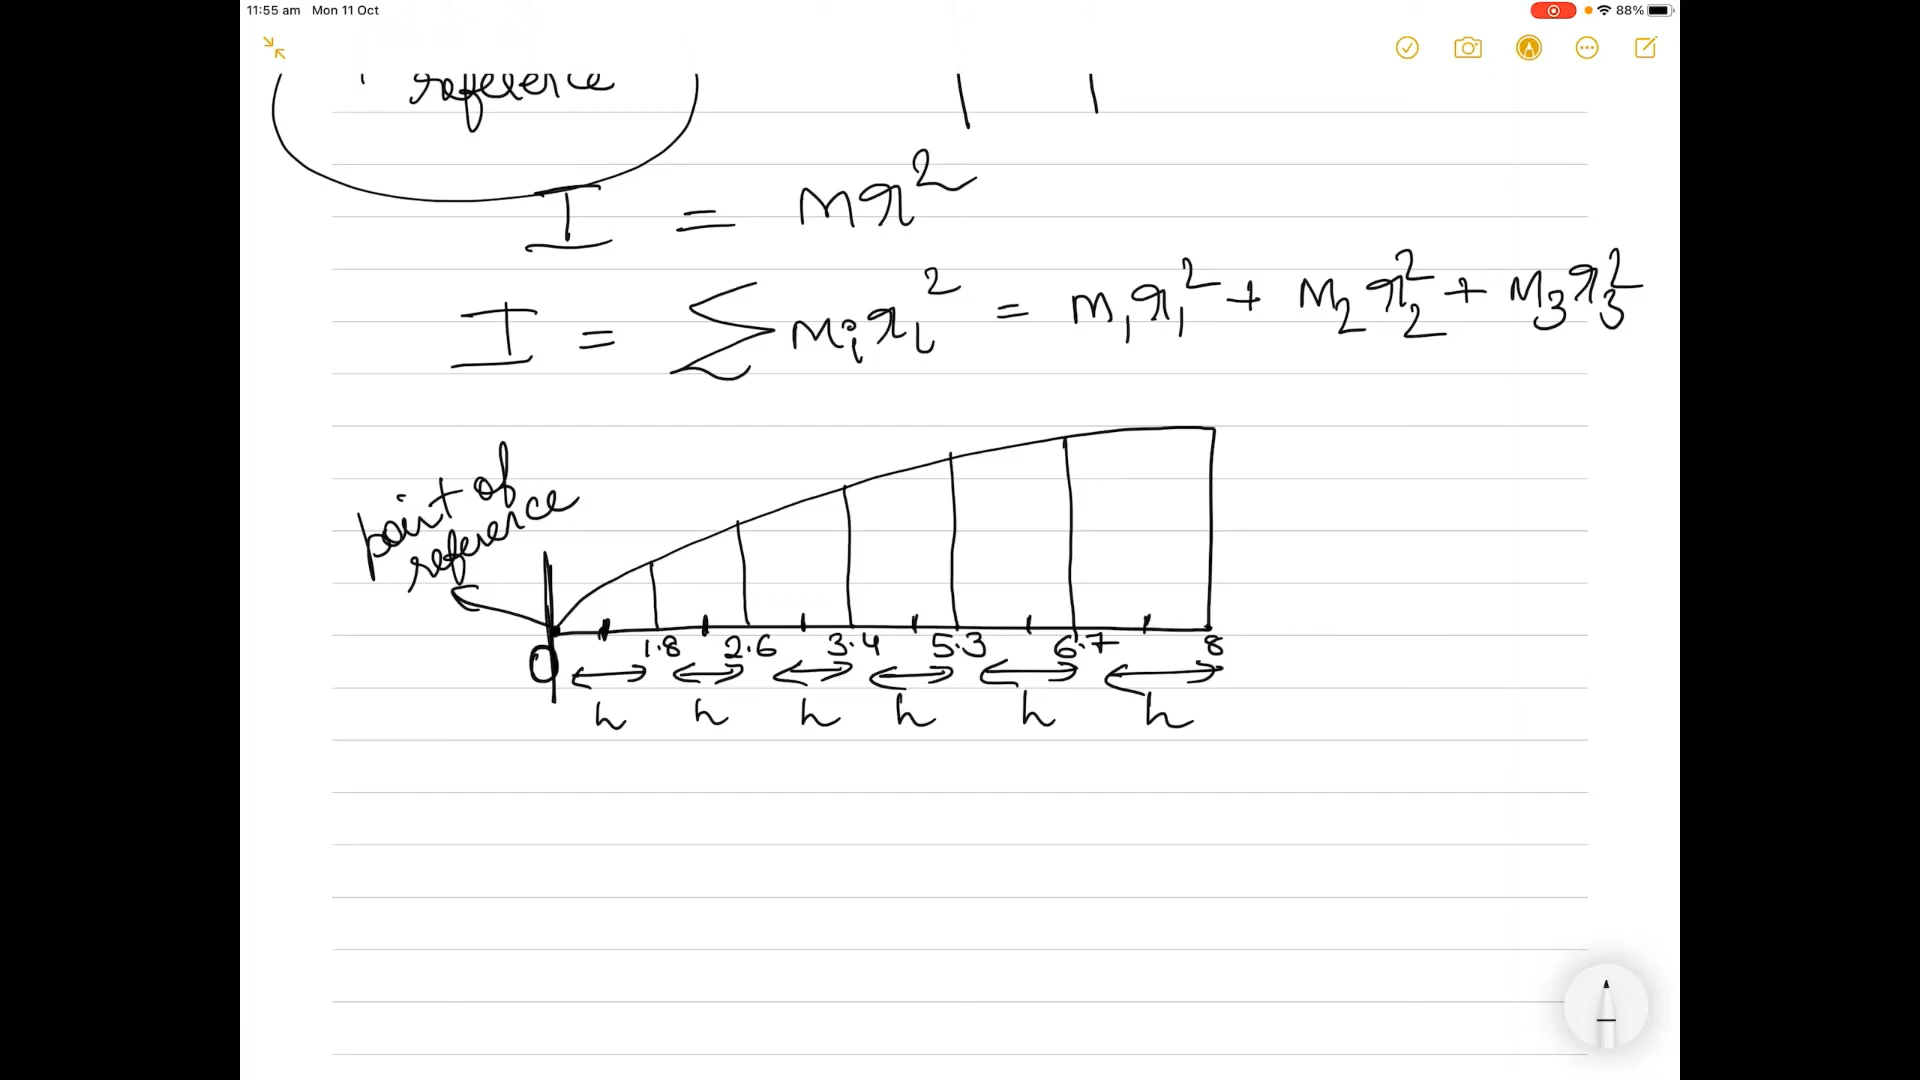 11:55 am Mon 11 Oct
88%
reference
I = mr²
I = ∑ mᵢrᵢ² = m₁r₁² + m₂r₂² + m₃r₃²
point of
reference
0 1.8 2.6 3.4 5.3 6.7 8
h h h h h h